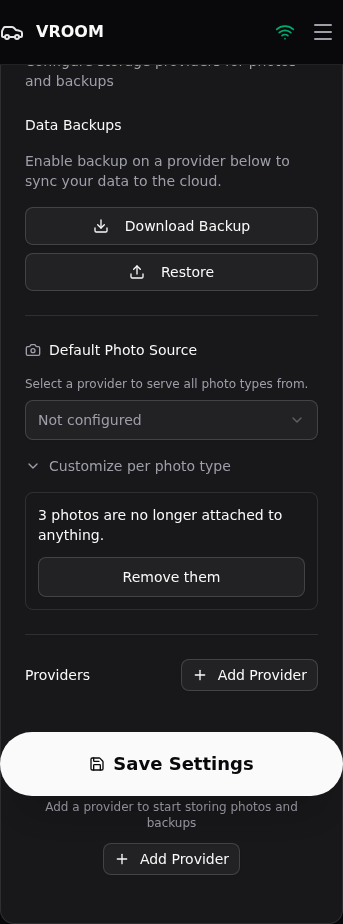 VROOM
Configure storage providers for photos
and backups
Data Backups
Enable backup on a provider below to
sync your data to the cloud.
Download Backup
Restore
Default Photo Source
Select a provider to serve all photo types from.
Not configured
Customize per photo type
3 photos are no longer attached to
anything.
Remove them
Providers
Add Provider
Save Settings
Add a provider to start storing photos and
backups
Add Provider